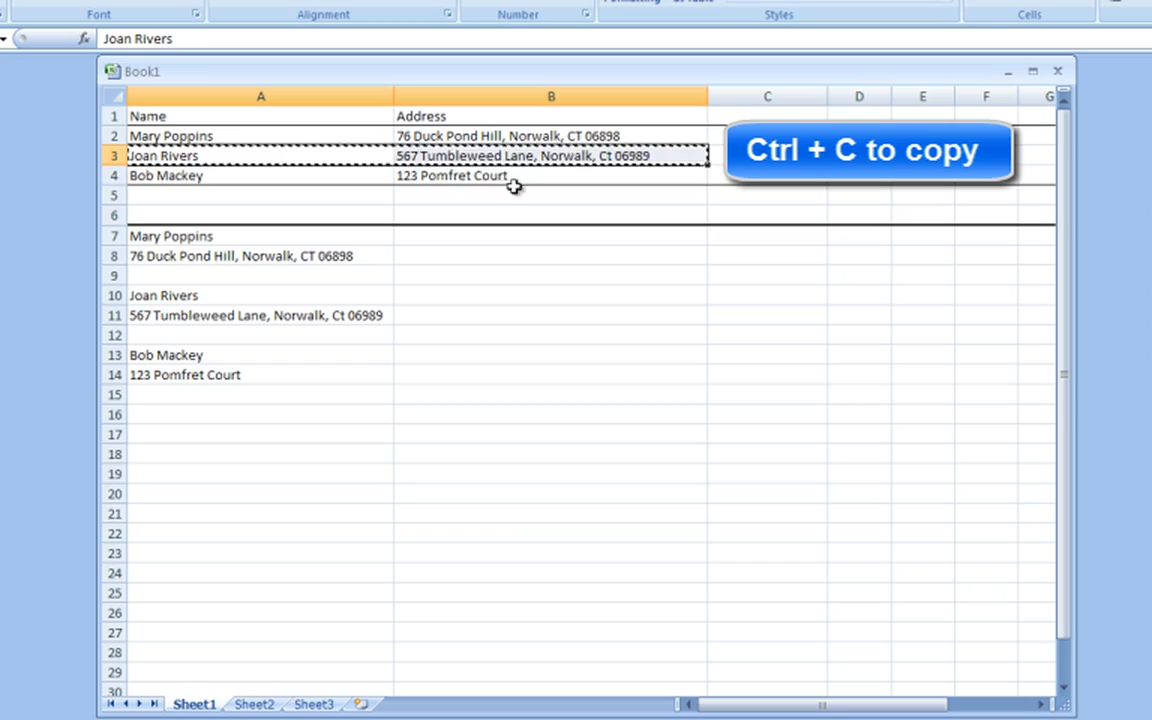 Font Alignment Number Styles Cells
fx Joan Rivers
Book1
A B C D E F G
1 Name Address
2 Mary Poppins 76 Duck Pond Hill, Norwalk, CT 06898
3 Joan Rivers 567 Tumbleweed Lane, Norwalk, Ct 06989
Ctrl + C to copy
4 Bob Mackey 123 Pomfret Court
5
6
7 Mary Poppins
8 76 Duck Pond Hill, Norwalk, CT 06898
9
10 Joan Rivers
11 567 Tumbleweed Lane, Norwalk, Ct 06989
12
13 Bob Mackey
14 123 Pomfret Court
15
16
17
18
19
20
21
22
23
24
25
26
27
28
29
30
Sheet1 Sheet2 Sheet3